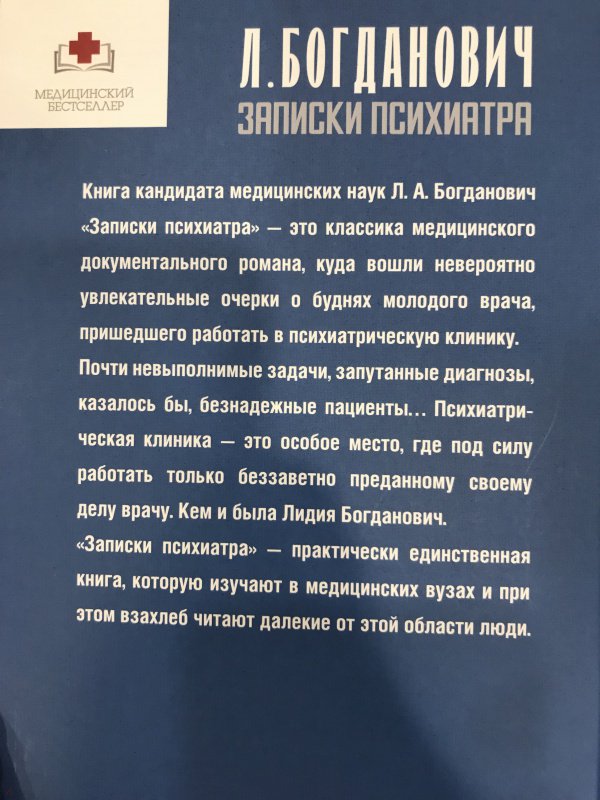 МЕДИЦИНСКИЙ
БЕСТСЕЛЛЕР
Л. БОГДАНОВИЧ
ЗАПИСКИ ПСИХИАТРА
Книга кандидата медицинских наук Л. А. Богданович
«Записки психиатра» — это классика медицинского
документального романа, куда вошли невероятно
увлекательные очерки о буднях молодого врача,
пришедшего работать в психиатрическую клинику.
Почти невыполнимые задачи, запутанные диагнозы,
казалось бы, безнадежные пациенты... Психиатри-
ческая клиника — это особое место, где под силу
работать только беззаветно преданному своему
делу врачу. Кем и была Лидия Богданович.
«Записки психиатра» — практически единственная
книга, которую изучают в медицинских вузах и при
этом взахлеб читают далекие от этой области люди.